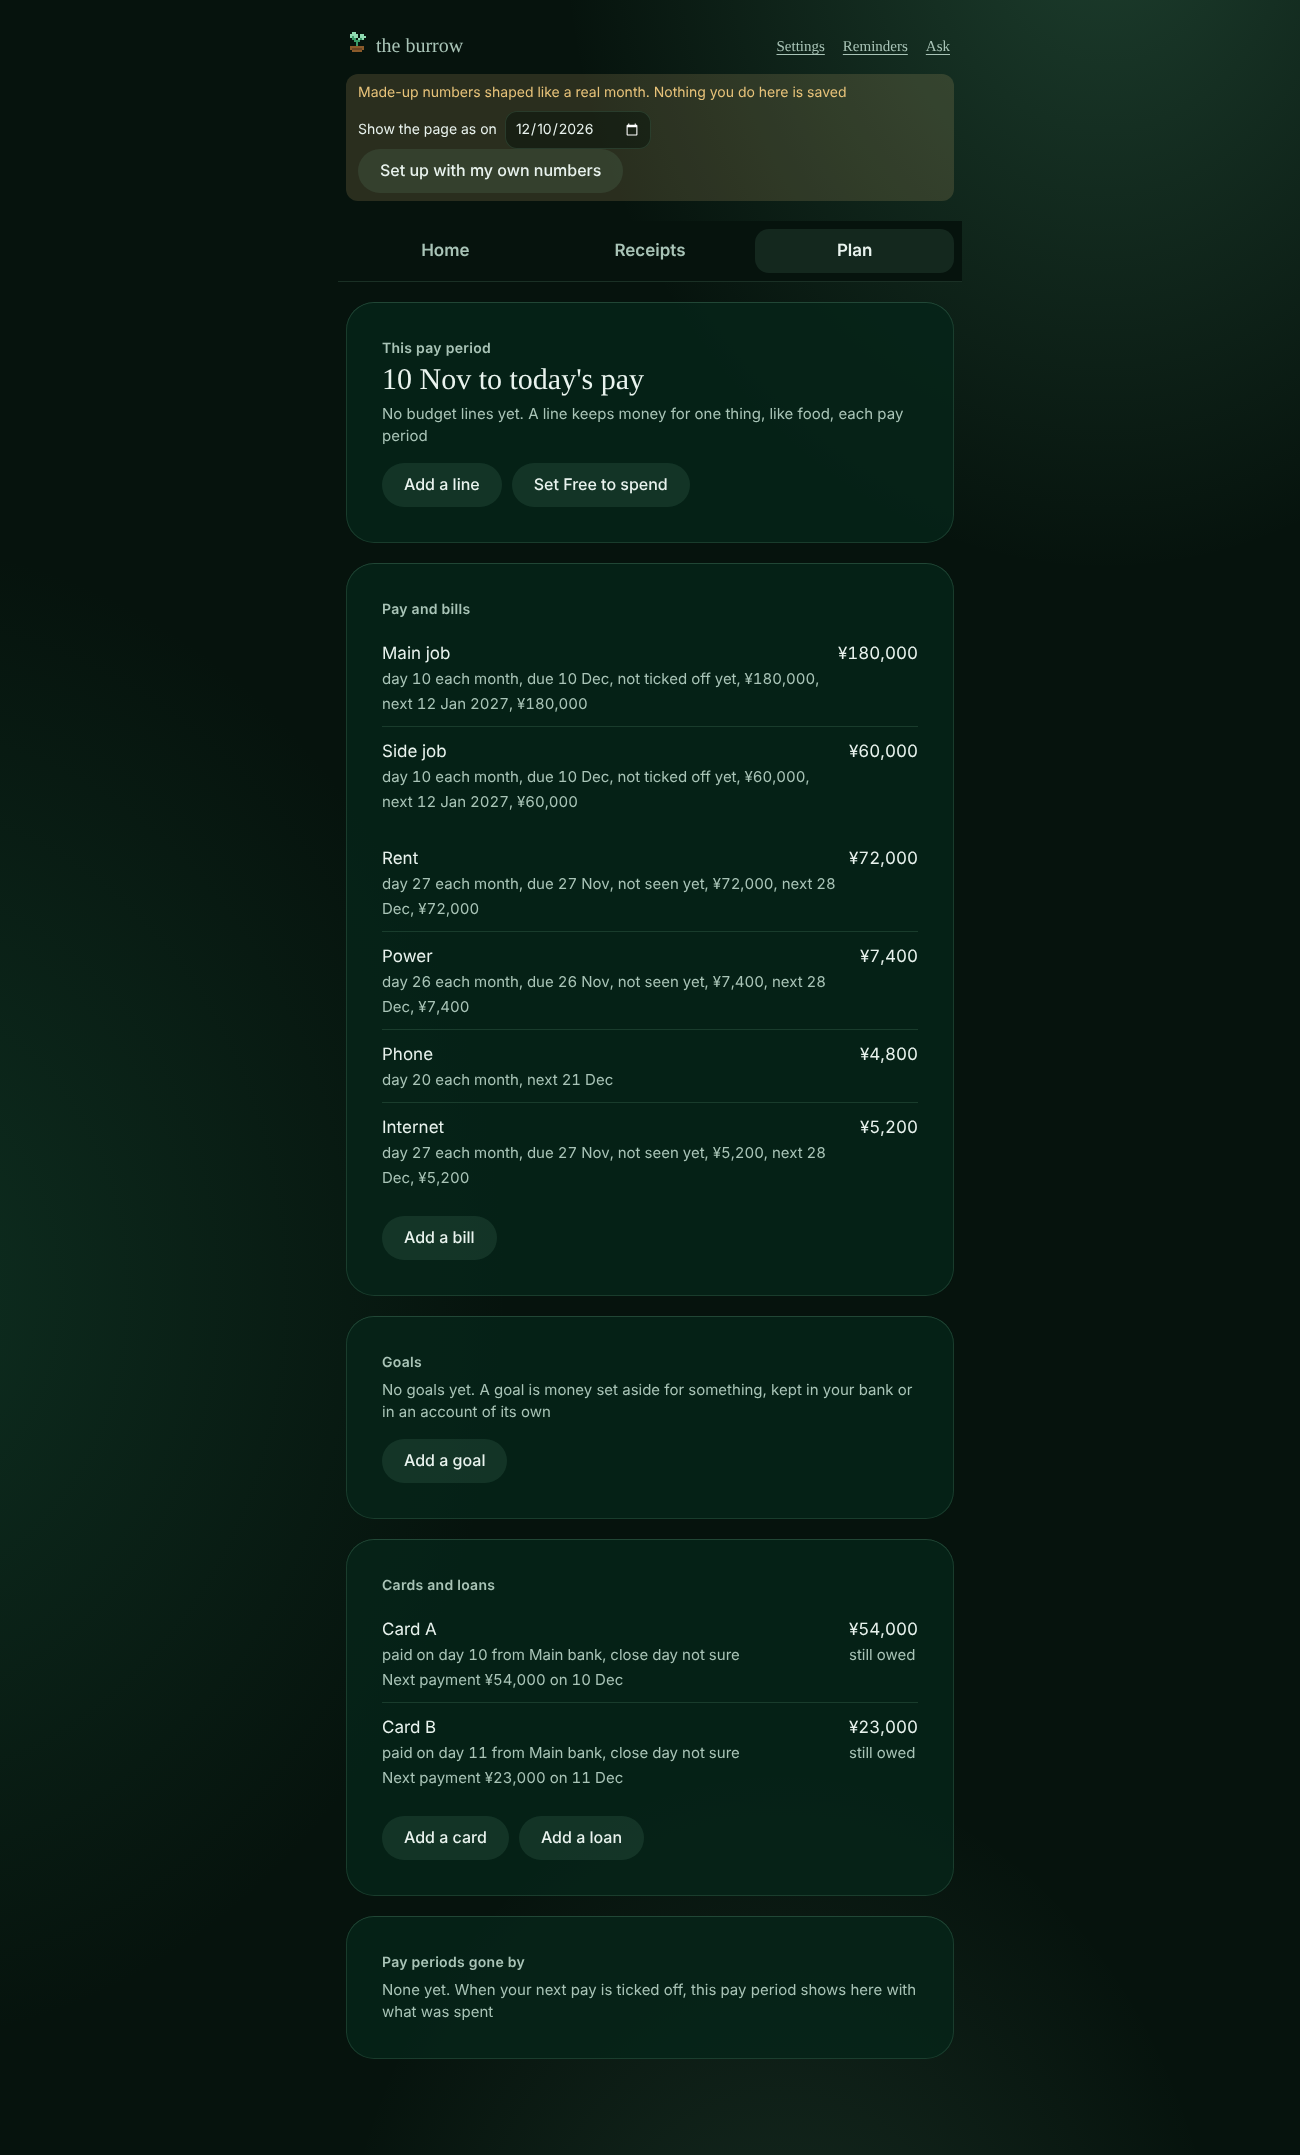 the burrow
Settings Reminders Ask
Made-up numbers shaped like a real month. Nothing you do here is saved
Show the page as on 12/10/2026
Set up with my own numbers
Home Receipts Plan
This pay period
10 Nov to today's pay
No budget lines yet. A line keeps money for one thing, like food, each pay
period
Add a line Set Free to spend
Pay and bills
Main job ¥180,000
day 10 each month, due 10 Dec, not ticked off yet, ¥180,000,
next 12 Jan 2027, ¥180,000
Side job ¥60,000
day 10 each month, due 10 Dec, not ticked off yet, ¥60,000,
next 12 Jan 2027, ¥60,000
Rent ¥72,000
day 27 each month, due 27 Nov, not seen yet, ¥72,000, next 28
Dec, ¥72,000
Power ¥7,400
day 26 each month, due 26 Nov, not seen yet, ¥7,400, next 28
Dec, ¥7,400
Phone ¥4,800
day 20 each month, next 21 Dec
Internet ¥5,200
day 27 each month, due 27 Nov, not seen yet, ¥5,200, next 28
Dec, ¥5,200
Add a bill
Goals
No goals yet. A goal is money set aside for something, kept in your bank or
in an account of its own
Add a goal
Cards and loans
Card A ¥54,000
paid on day 10 from Main bank, close day not sure still owed
Next payment ¥54,000 on 10 Dec
Card B ¥23,000
paid on day 11 from Main bank, close day not sure still owed
Next payment ¥23,000 on 11 Dec
Add a card Add a loan
Pay periods gone by
None yet. When your next pay is ticked off, this pay period shows here with
what was spent